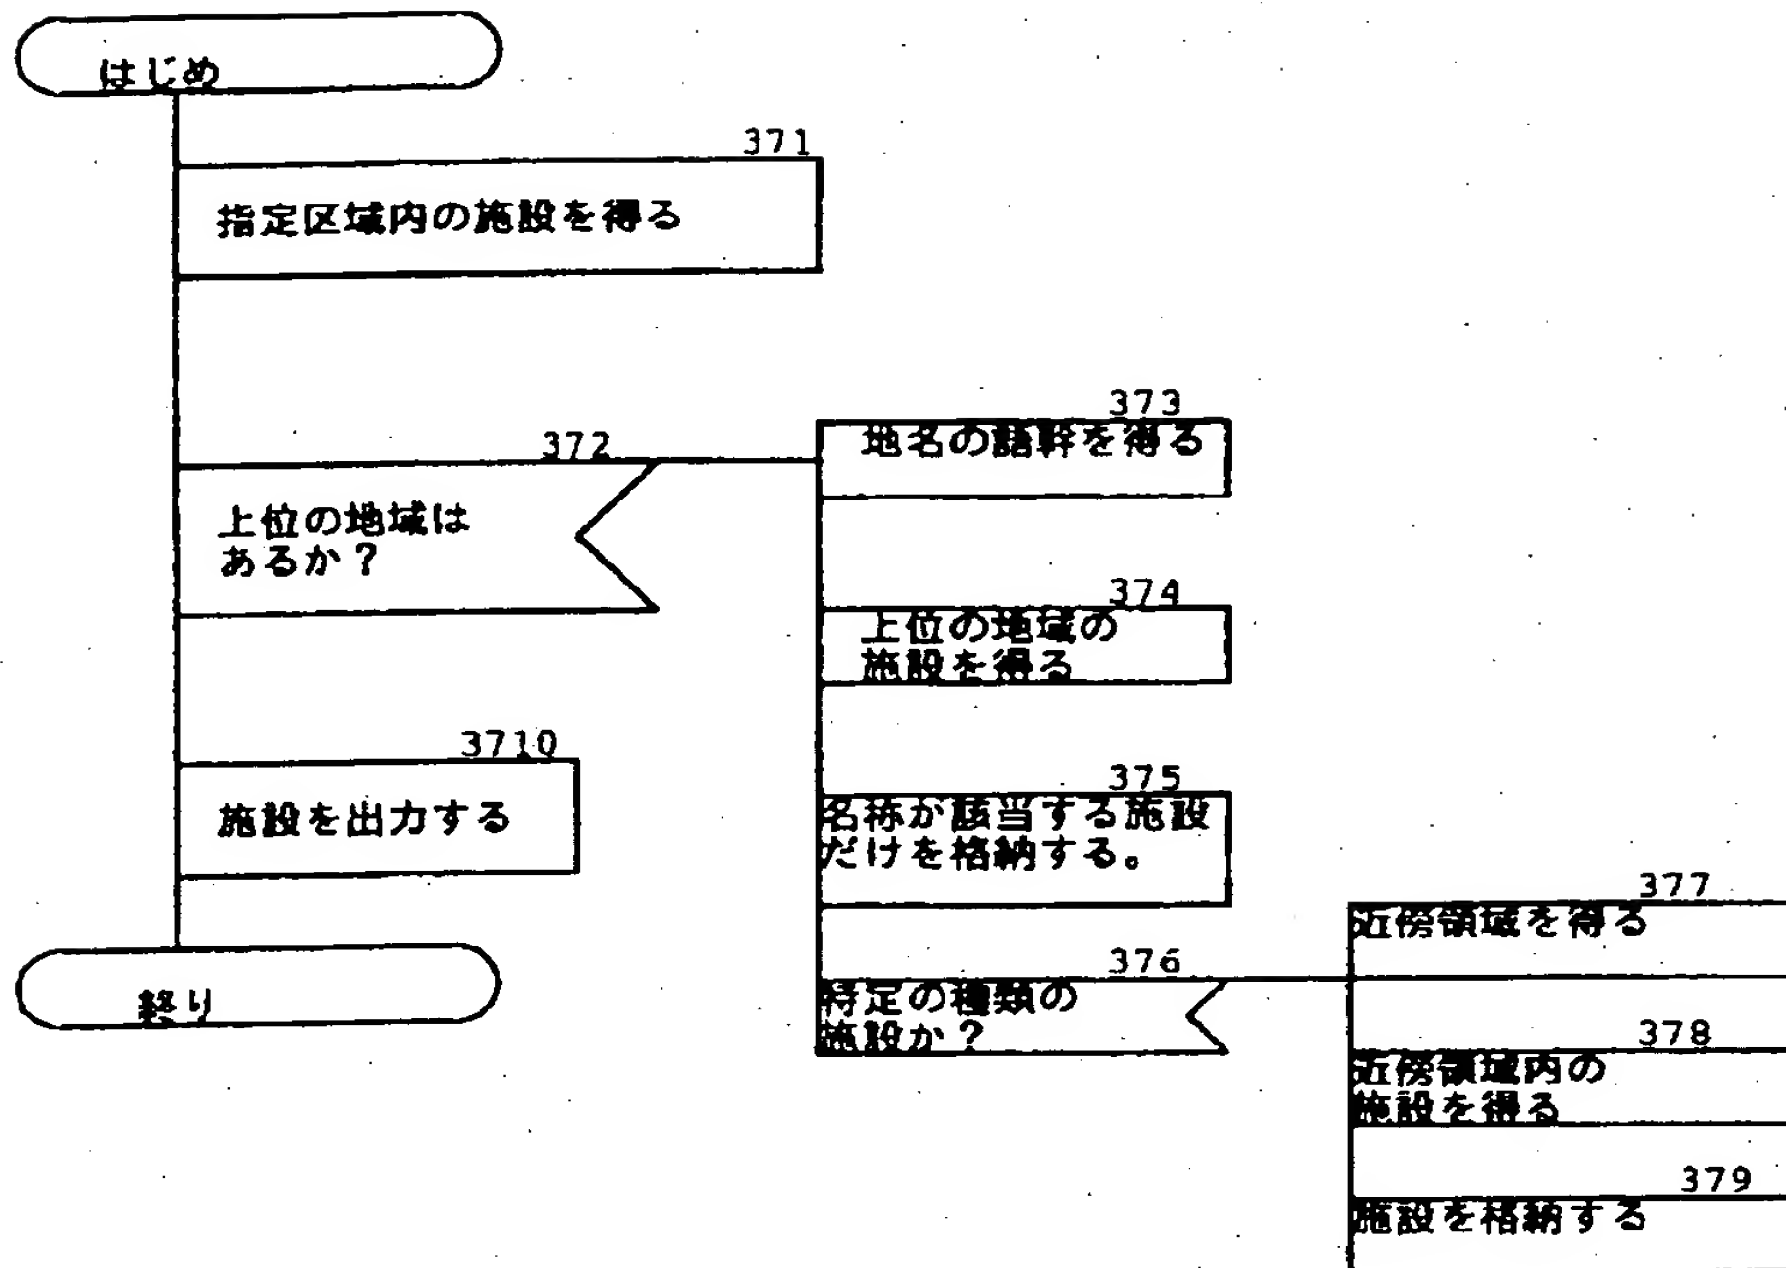 はじめ
371
指定区域内の施設を得る
372
上位の地域は
あるか？
373
地名の語幹を得る
374
上位の地域の
施設を得る
375
名称が該当する施設
だけを格納する。
376
特定の種類の
施設か？
377
近傍領域を得る
378
近傍領域内の
施設を得る
379
施設を格納する
3710
施設を出力する
終り